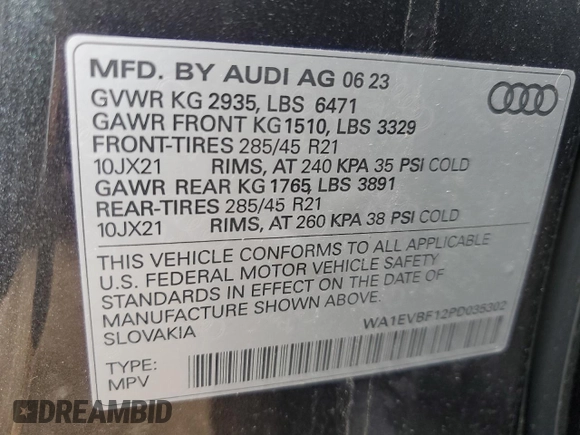 MFD. BY AUDI AG 06 23
GVWR KG 2935, LBS 6471
GAWR FRONT KG1510, LBS 3329
FRONT-TIRES 285/45 R21
10JX21 RIMS, AT 240 KPA 35 PSI COLD
GAWR REAR KG 1765, LBS 3891
REAR-TIRES 285/45 R21
10JX21 RIMS, AT 260 KPA 38 PSI COLD
THIS VEHICLE CONFORMS TO ALL APPLICABLE
U.S. FEDERAL MOTOR VEHICLE SAFETY
STANDARDS IN EFFECT ON THE DATE OF
MANUFACTURE SHOWN ABOVE.
SLOVAKIA
WA1EVBF12PD035302
TYPE:
MPV
DREAMBID